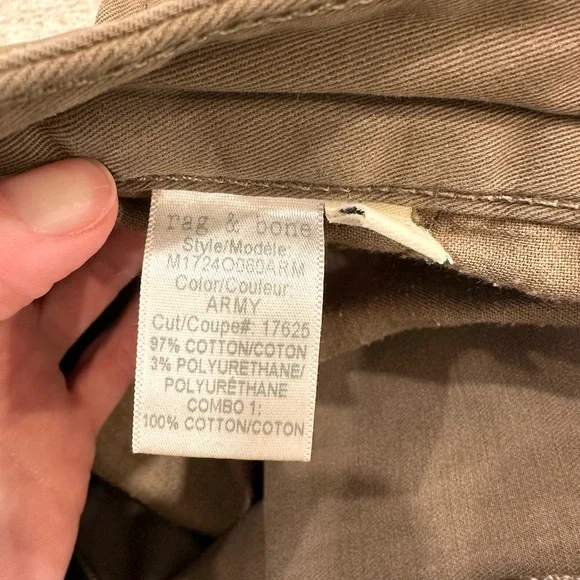 rag & bone
Style/Modèle
M1724O060ARM
Color/Couleur
ARMY
Cut/Coupe#: 17625
97% COTTON/COTON
3% POLYURETHANE/
POLYURÉTHANE
COMBO 1:
100% COTTON/COTON